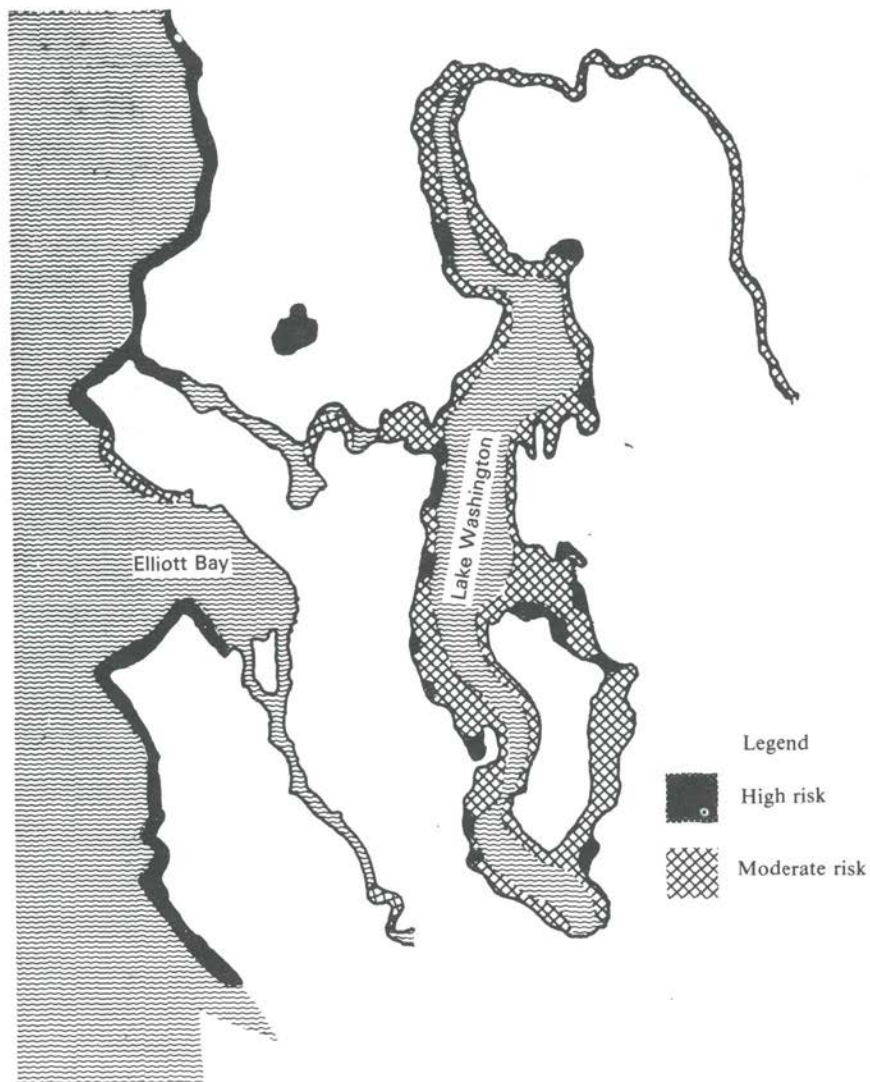 Elliott Bay
Lake Washington
Legend
High risk
Moderate risk